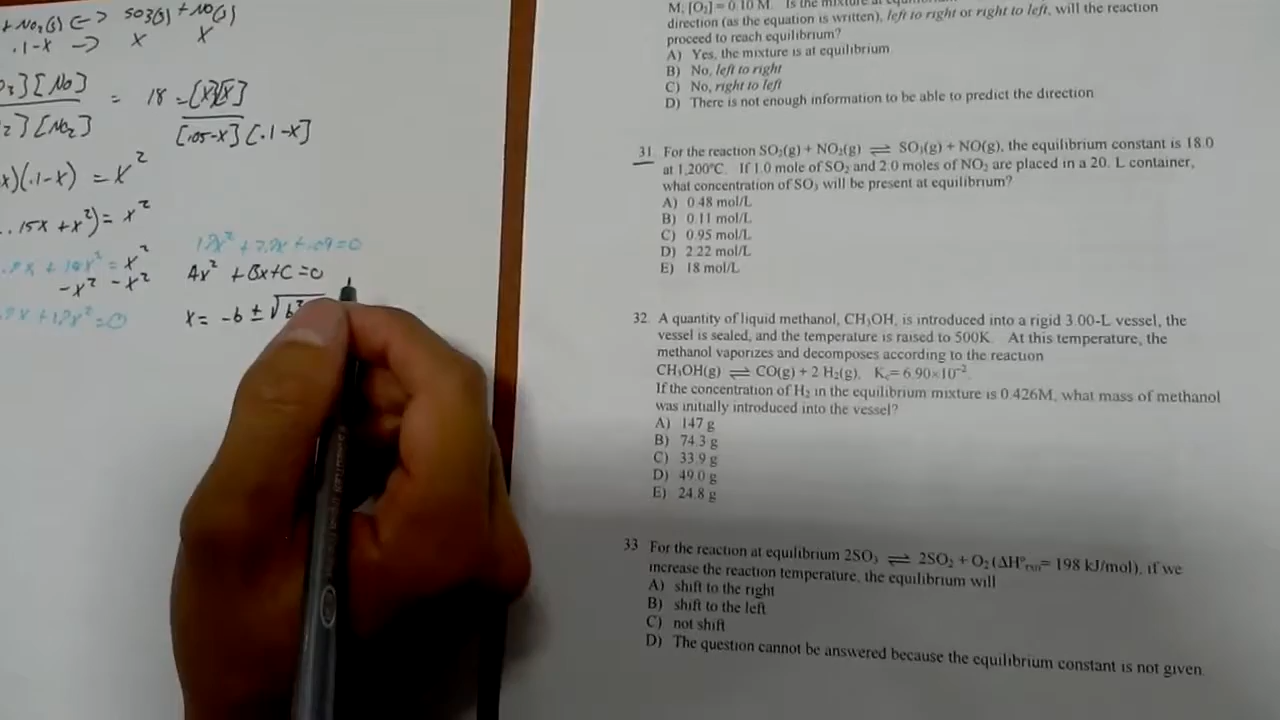 + NO₂(g) <-> SO3(g) + NO(g)
.1-x -> x x
][NO]
][NO₂]
= 18 = [x][x]
[.05-x] [.1-x]
x)(.1-x) = x²
.15x + x²) = x²
= x²
-x² -x²
Ax² + Bx + C = 0
x = -b ± √b²
M, [O₂] = 0.10 M. Is the mixture at
direction (as the equation is written), left to right or right to left, will the reaction
proceed to reach equilibrium?
A) Yes, the mixture is at equilibrium
B) No, left to right
C) No, right to left
D) There is not enough information to be able to predict the direction
31. For the reaction SO₂(g) + NO₂(g) ⇌ SO₃(g) + NO(g), the equilibrium constant is 18.0
at 1,200°C. If 1.0 mole of SO₂ and 2.0 moles of NO₂ are placed in a 20. L container,
what concentration of SO₃ will be present at equilibrium?
A) 0.48 mol/L
B) 0.11 mol/L
C) 0.95 mol/L
D) 2.22 mol/L
E) 18 mol/L
32. A quantity of liquid methanol, CH₃OH, is introduced into a rigid 3.00-L vessel, the
vessel is sealed, and the temperature is raised to 500K. At this temperature, the
methanol vaporizes and decomposes according to the reaction
CH₃OH(g) ⇌ CO(g) + 2 H₂(g), K꜀= 6.90×10⁻².
If the concentration of H₂ in the equilibrium mixture is 0.426M, what mass of methanol
was initially introduced into the vessel?
A) 147 g
B) 74.3 g
C) 33.9 g
D) 49.0 g
E) 24.8 g
33 For the reaction at equilibrium 2SO₃ ⇌ 2SO₂ + O₂ (ΔH°rxn= 198 kJ/mol), if we
increase the reaction temperature, the equilibrium will
A) shift to the right
B) shift to the left
C) not shift
D) The question cannot be answered because the equilibrium constant is not given